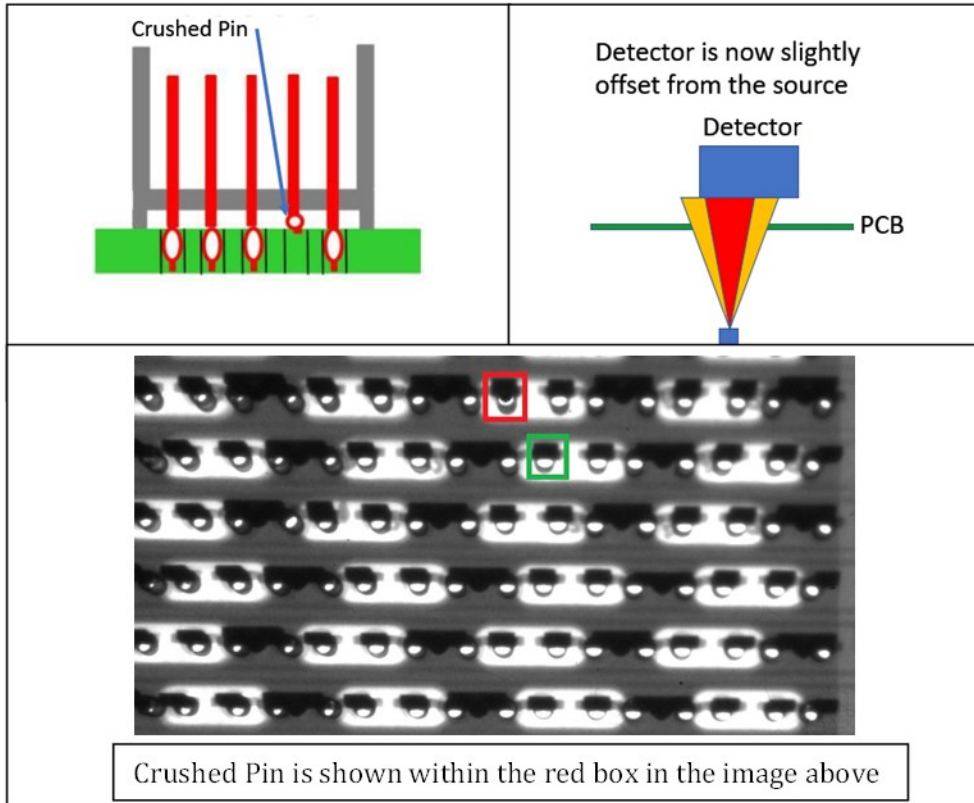 Crushed Pin
Detector is now slightly
offset from the source
Detector
PCB
Crushed Pin is shown within the red box in the image above